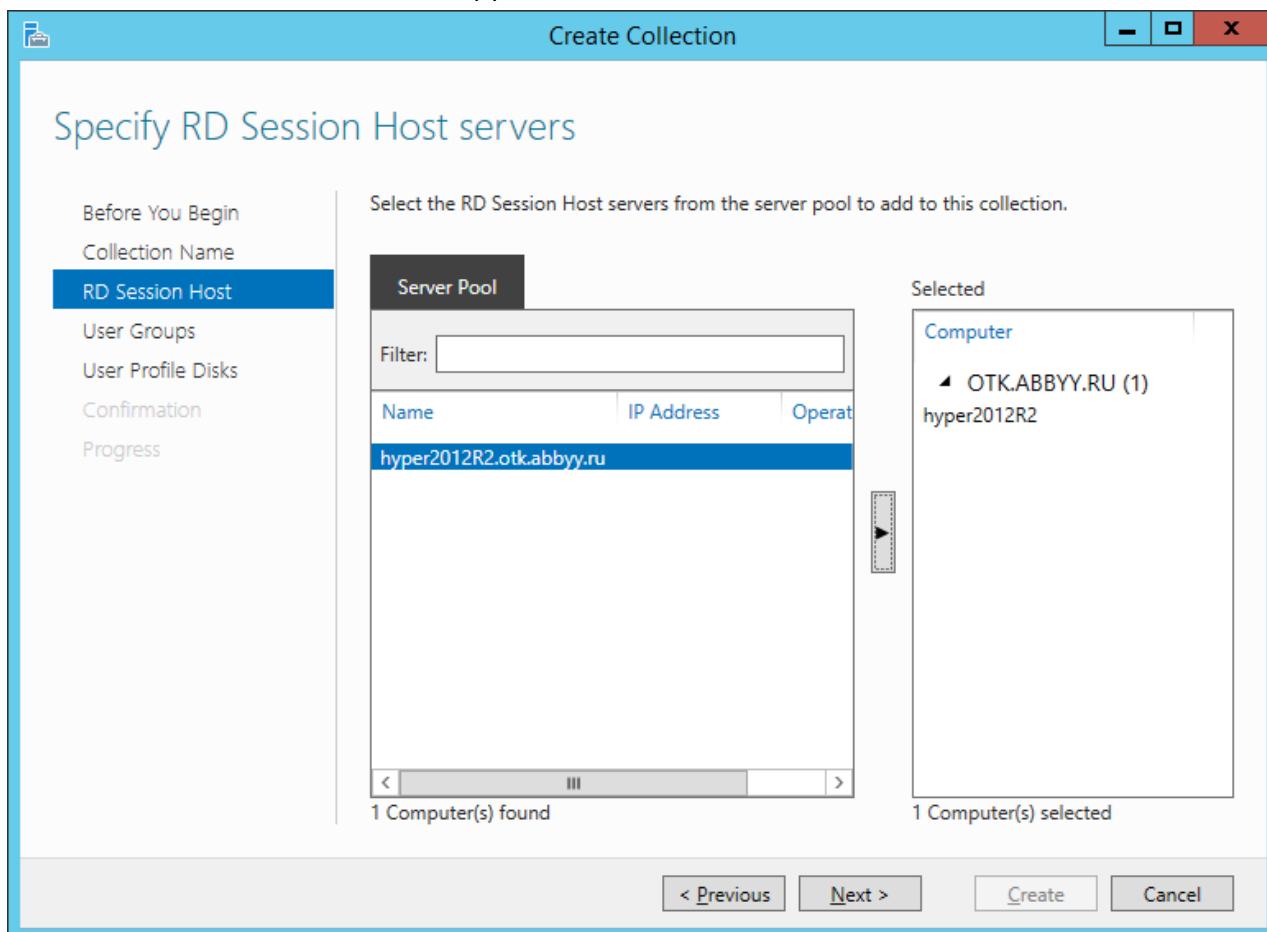 Create Collection
Specify RD Session Host servers
Before You Begin
Collection Name
RD Session Host
User Groups
User Profile Disks
Confirmation
Progress
Select the RD Session Host servers from the server pool to add to this collection.
Server Pool
Filter:
Name IP Address Operat
hyper2012R2.otk.abbyy.ru
1 Computer(s) found
Selected
Computer
OTK.ABBYY.RU (1)
hyper2012R2
1 Computer(s) selected
< Previous Next > Create Cancel